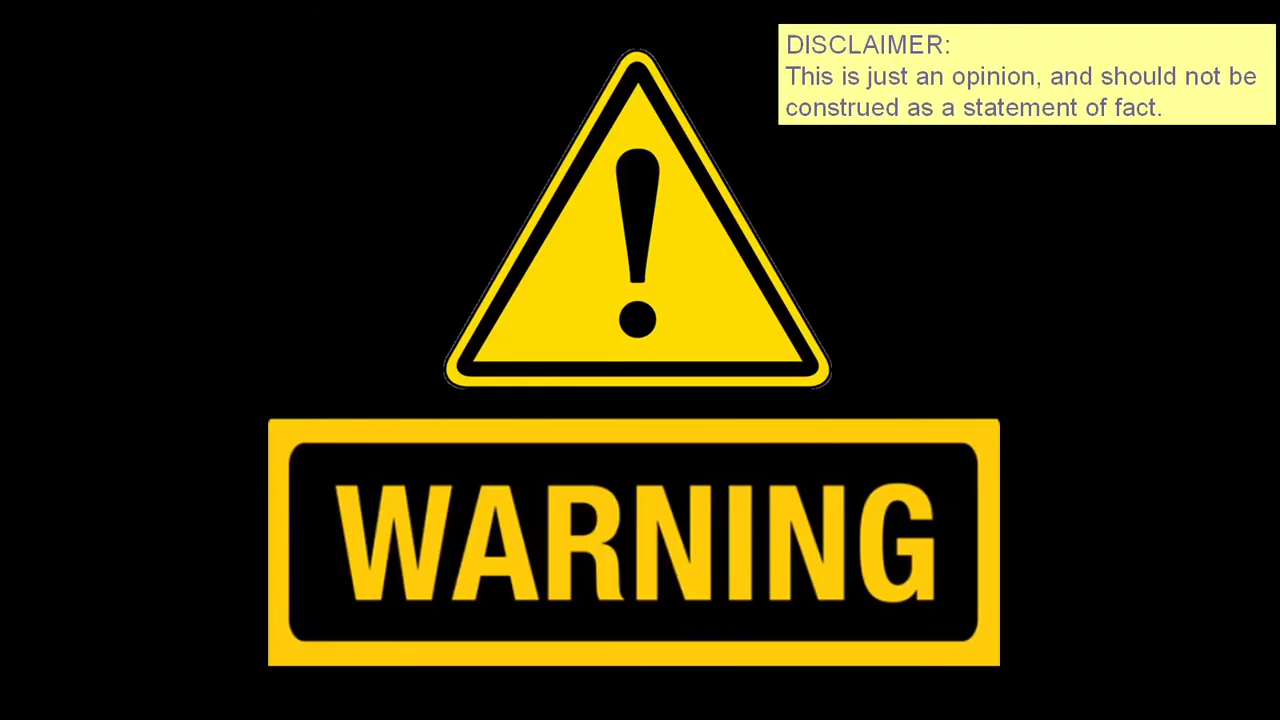 DISCLAIMER:
This is just an opinion, and should not be
construed as a statement of fact.
!
WARNING